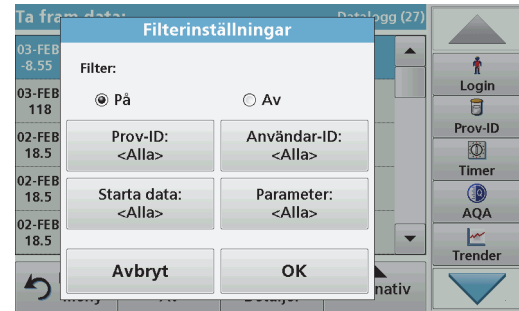 Ta fram data:
Datalogg (27)
Filterinställningar
Filter:
På
Av
Prov-ID:
<Alla>
Användar-ID:
<Alla>
Starta data:
<Alla>
Parameter:
<Alla>
Avbryt
OK
03-FEB
-8.55
03-FEB
118
02-FEB
18.5
02-FEB
18.5
02-FEB
18.5
Login
Prov-ID
Timer
AQA
Trender